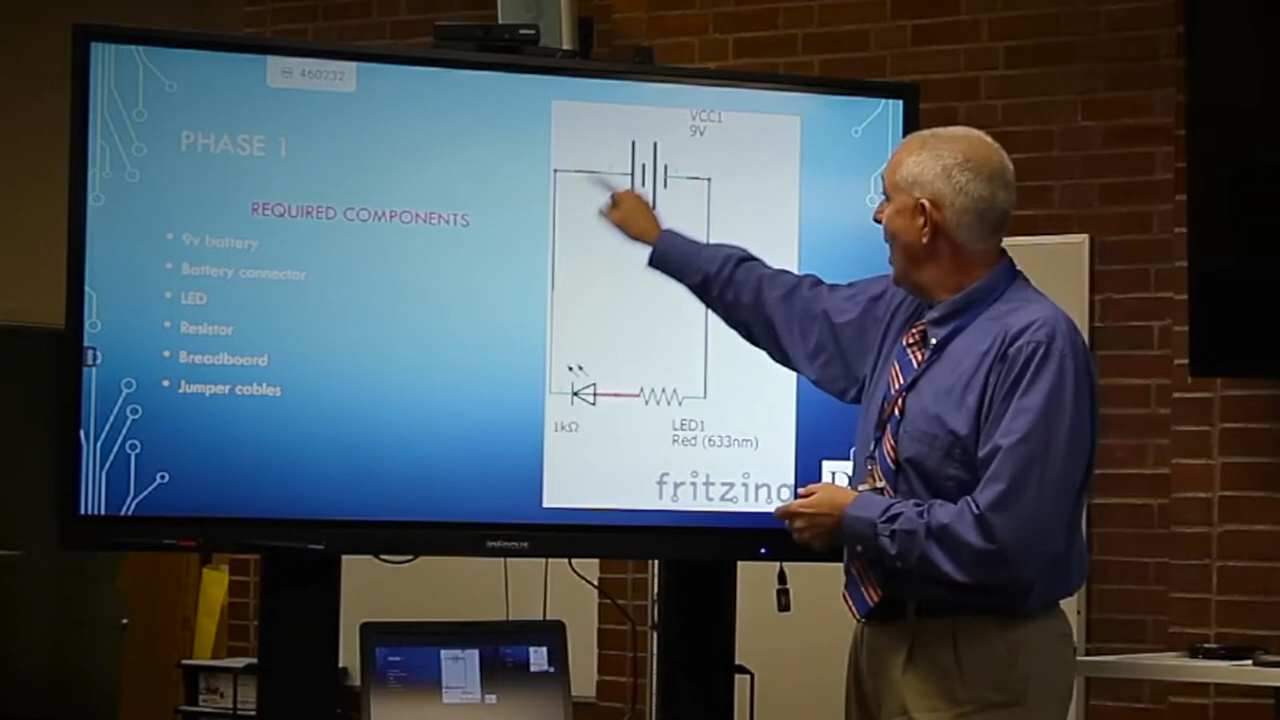 460232
PHASE 1
REQUIRED COMPONENTS
• 9v battery
• Battery connector
• LED
• Resistor
• Breadboard
• Jumper cables
VCC1
9V
1kΩ
LED1
Red (633nm)
fritzing
InFocus